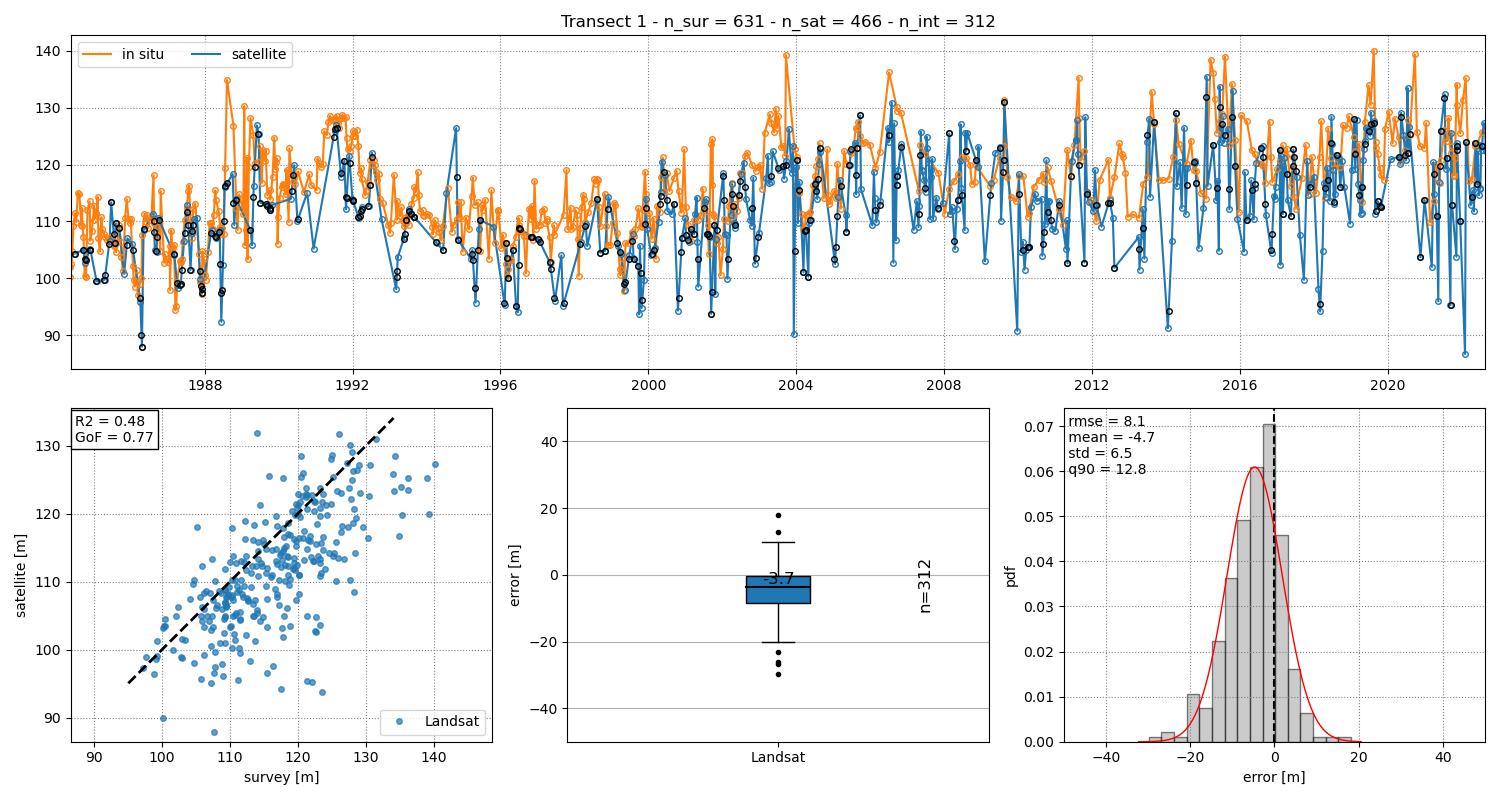 Transect 1 - n_sur = 631 - n_sat = 466 - n_int = 312
in situ satellite
140
130
120
110
100
90
1988 1992 1996 2000 2004 2008 2012 2016 2020
R2 = 0.48
GoF = 0.77
satellite [m]
130
120
110
100
90
Landsat
90 100 110 120 130 140
survey [m]
error [m]
40
20
0
−20
−40
-3.7
n=312
Landsat
pdf
rmse = 8.1
mean = -4.7
std = 6.5
q90 = 12.8
0.07
0.06
0.05
0.04
0.03
0.02
0.01
0.00
−40 −20 0 20 40
error [m]